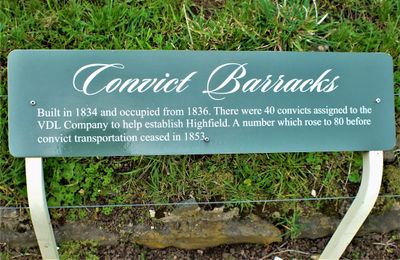 Convict Barracks
Built in 1834 and occupied from 1836. There were 40 convicts assigned to the
VDL Company to help establish Highfield. A number which rose to 80 before
convict transportation ceased in 1853.